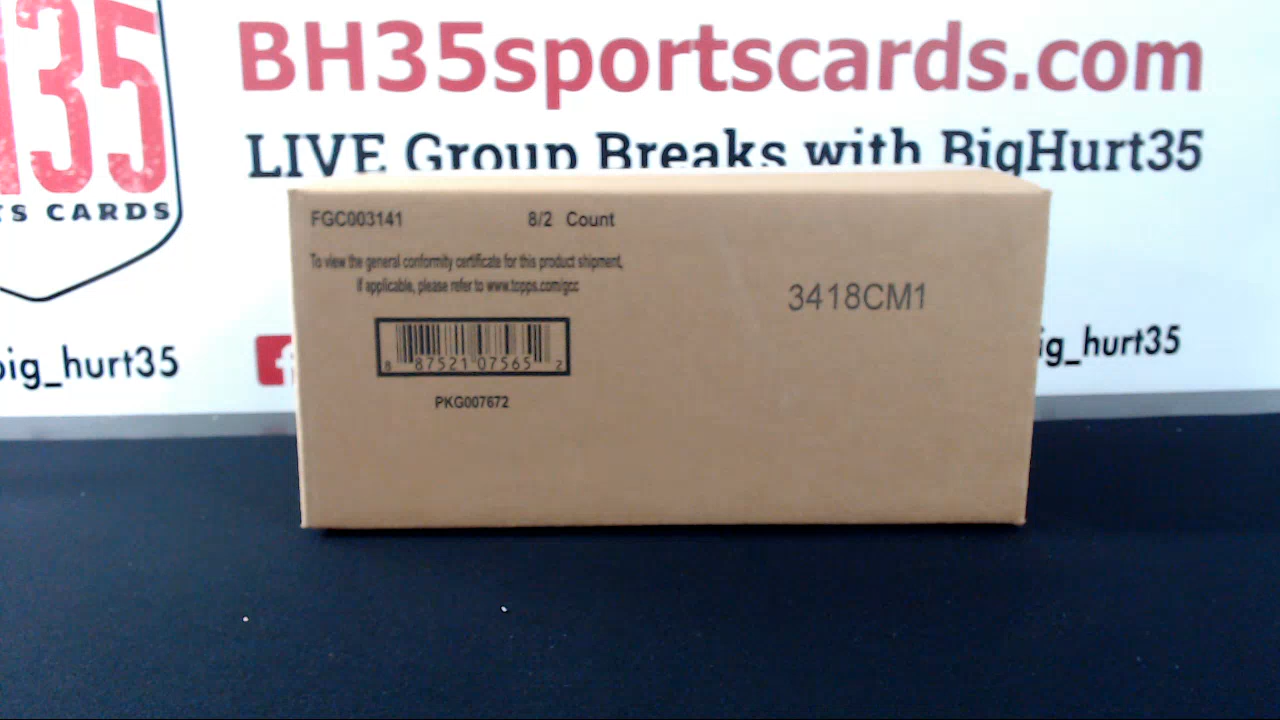 35
TS CARDS
BH35sportscards.com
LIVE Group Breaks with BigHurt35
FGC003141 8/2 Count
To view the general conformity certificate for this product shipment,
if applicable, please refer to www.topps.com/gcc
3418CM1
8 87521 07565 2
PKG007672
big_hurt35
ig_hurt35